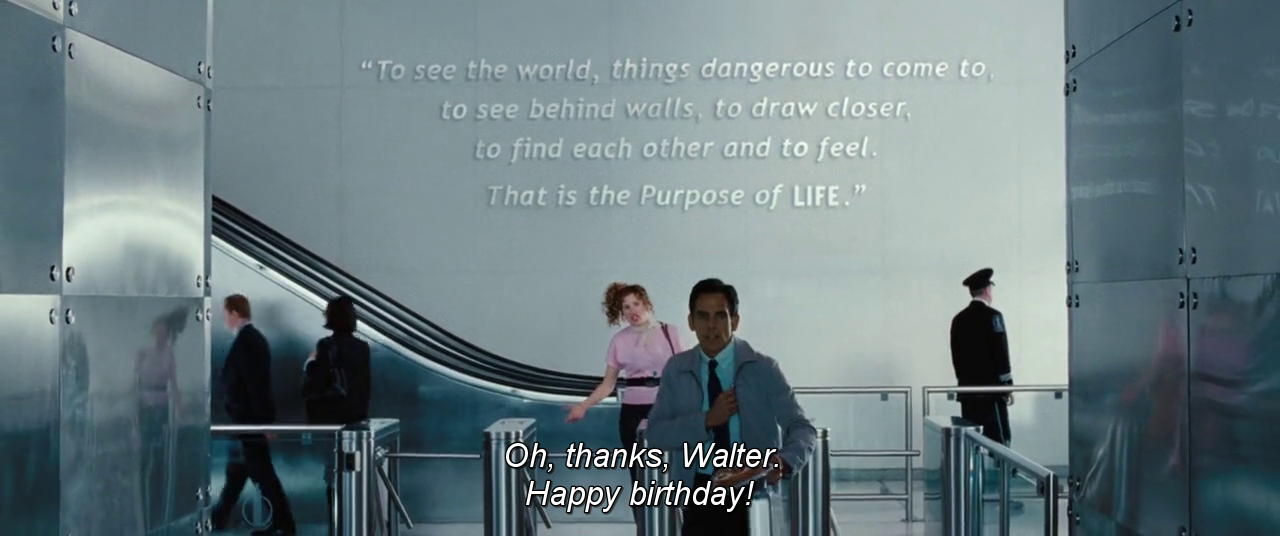 “To see the world, things dangerous to come to,
to see behind walls, to draw closer,
to find each other and to feel.
That is the Purpose of LIFE.”
Oh, thanks, Walter.
Happy birthday!